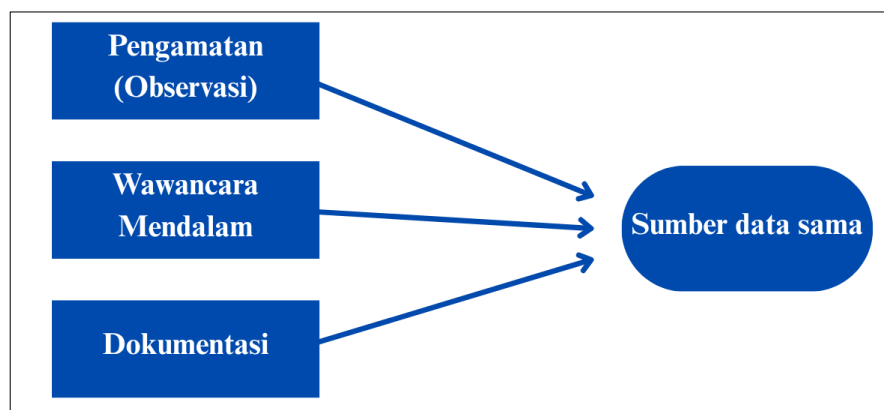 Pengamatan
(Observasi)
Wawancara
Mendalam
Dokumentasi
Sumber data sama